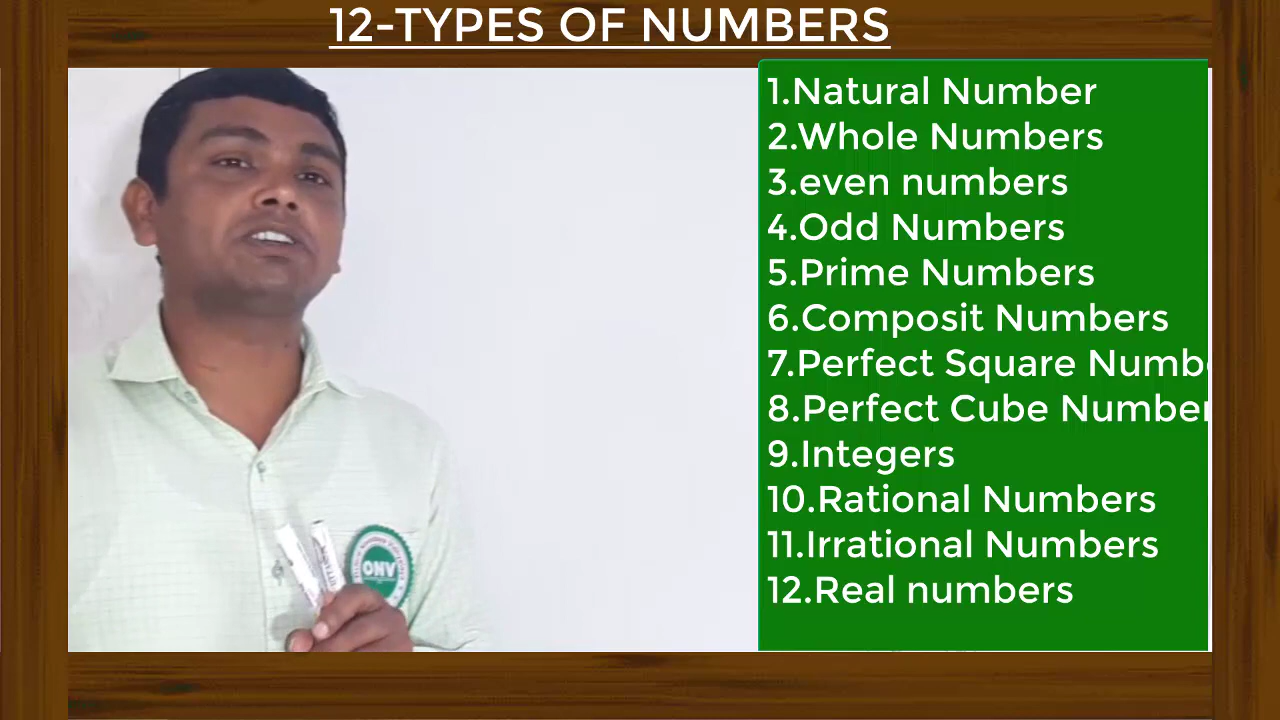 12-TYPES OF NUMBERS
1.Natural Number
2.Whole Numbers
3.even numbers
4.Odd Numbers
5.Prime Numbers
6.Composit Numbers
7.Perfect Square Numb
8.Perfect Cube Number
9.Integers
10.Rational Numbers
11.Irrational Numbers
12.Real numbers
ONV